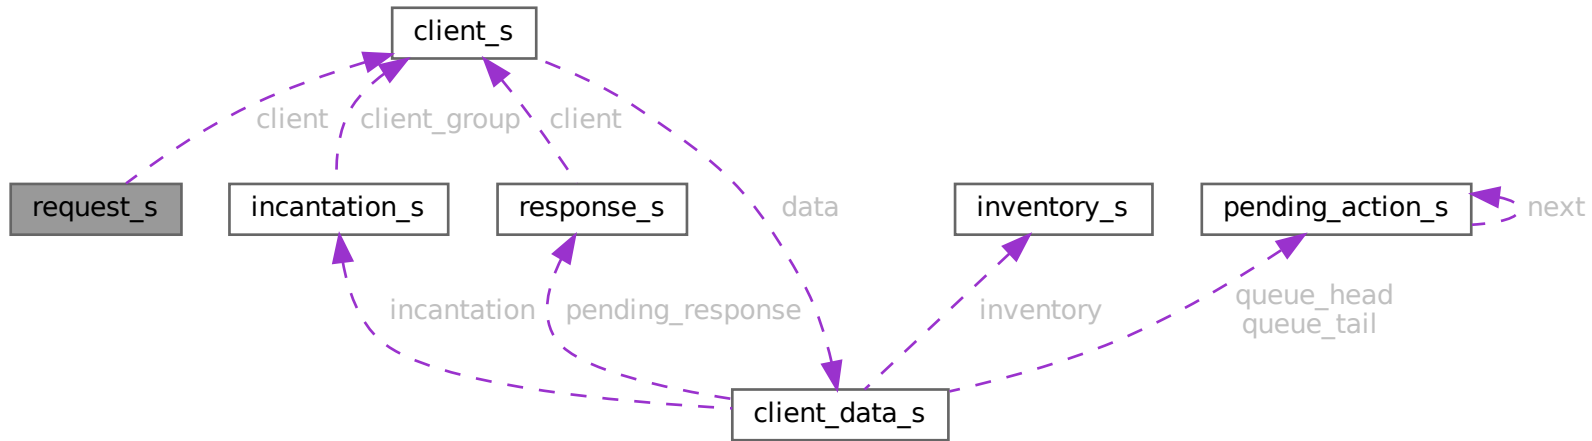 client_s
client
client_group
client
request_s
incantation_s
response_s
data
inventory_s
pending_action_s
next
incantation
pending_response
inventory
queue_head
queue_tail
client_data_s